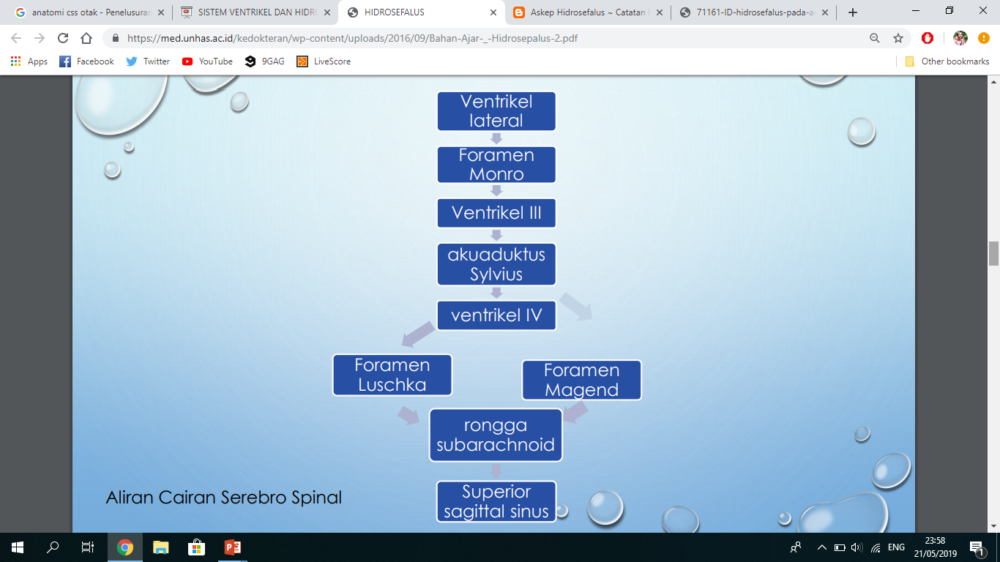 anatomi css otak - Penelusuran
SISTEM VENTRIKEL DAN HIDRO
HIDROSEFALUS
Askep Hidrosefalus ~ Catatan
71161-ID-hidrosefalus-pada-a
https://med.unhas.ac.id/kedokteran/wp-content/uploads/2016/09/Bahan-Ajar-_-Hidrosepalus-2.pdf
Apps
Facebook
Twitter
YouTube
9GAG
LiveScore
Other bookmarks
Ventrikel
lateral
Foramen
Monro
Ventrikel III
akuaduktus
Sylvius
ventrikel IV
Foramen
Luschka
Foramen
Magend
rongga
subarachnoid
Superior
sagittal sinus
Aliran Cairan Serebro Spinal
ENG
23:58
21/05/2019
1